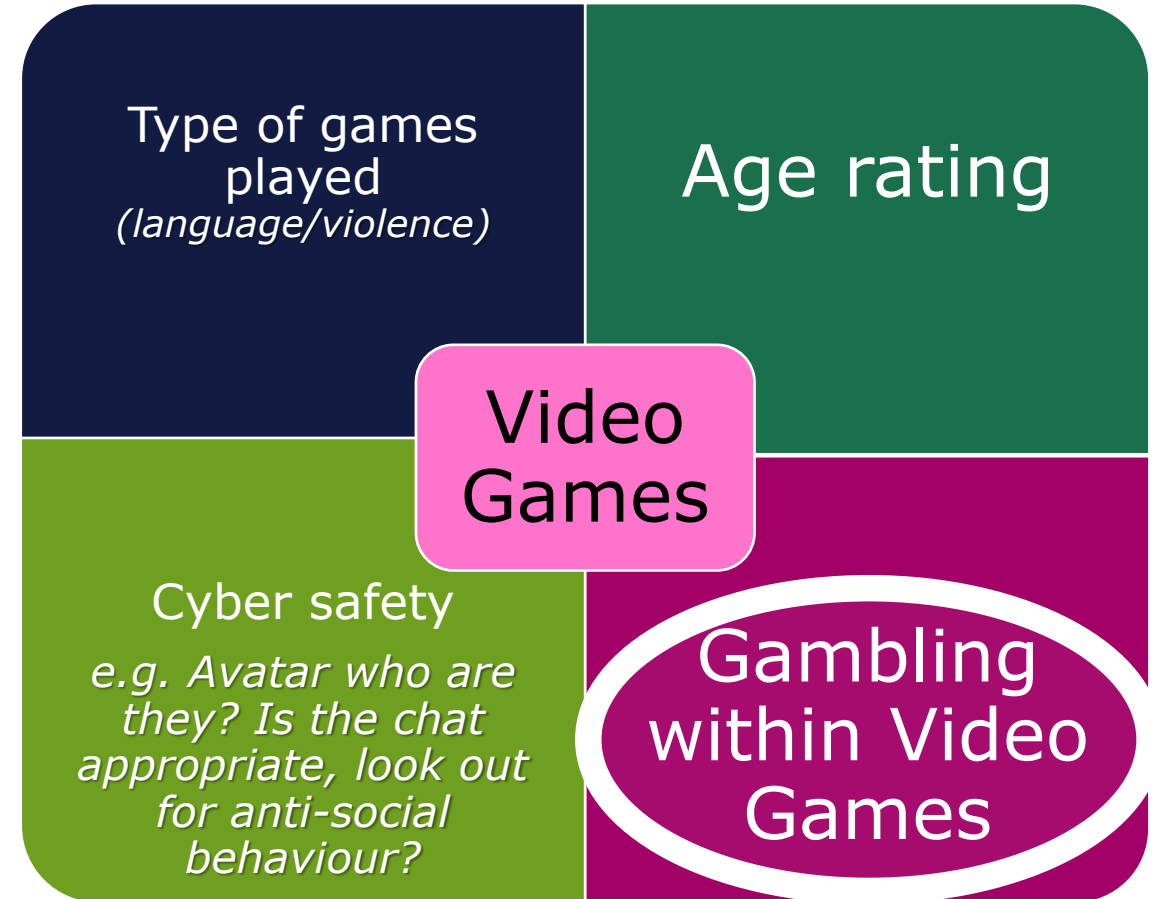 Type of games
played
(language/violence)
Age rating
Video
Games
Cyber safety
e.g. Avatar who are
they? Is the chat
appropriate, look out
for anti-social
behaviour?
Gambling
within Video
Games